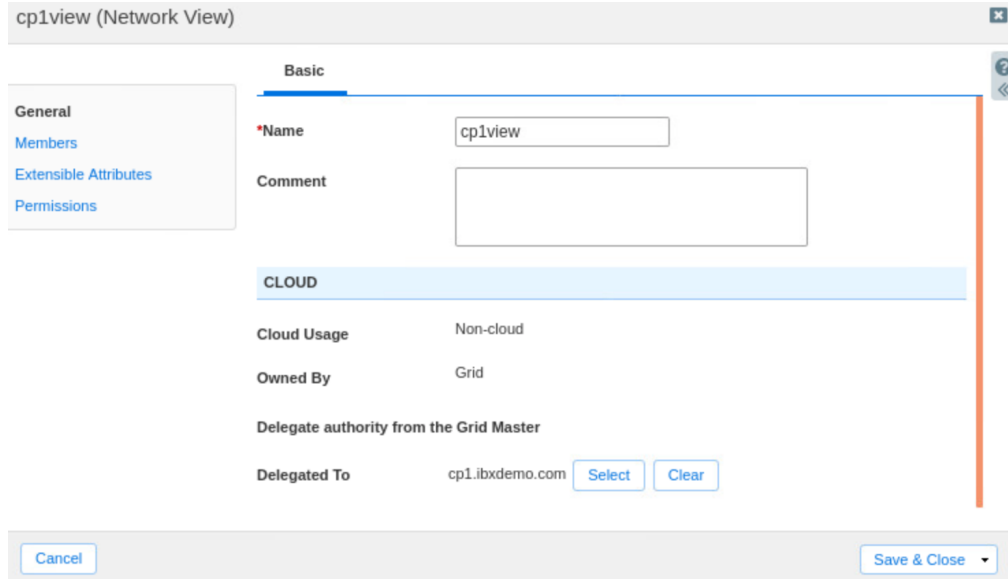 cp1view (Network View)
Basic
General
Members
Extensible Attributes
Permissions
*Name cp1view
Comment
CLOUD
Cloud Usage Non-cloud
Owned By Grid
Delegate authority from the Grid Master
Delegated To cp1.ibxdemo.com Select Clear
Cancel Save & Close